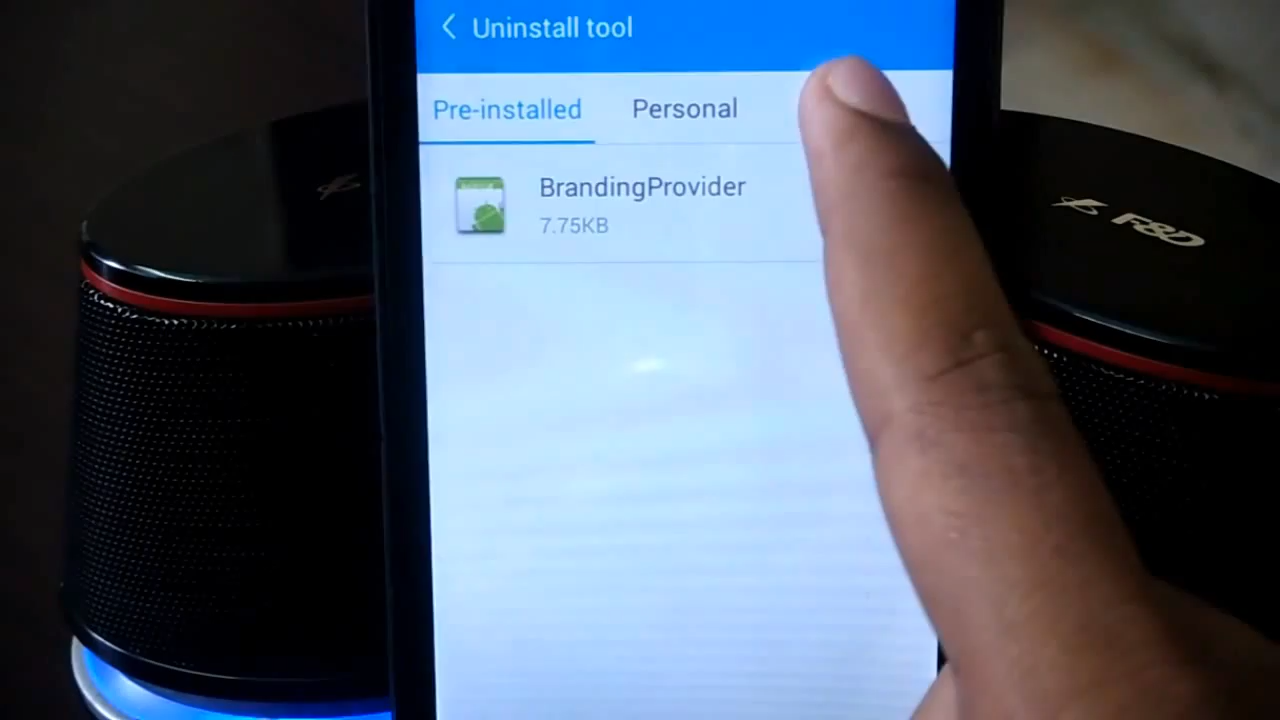 Uninstall tool
Pre-installed Personal
BrandingProvider
7.75KB
F&D